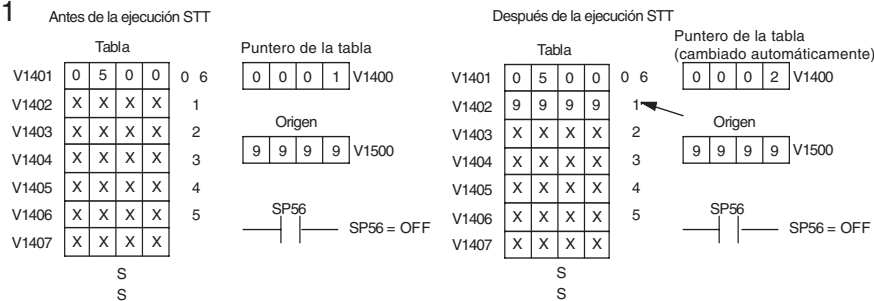 1
Antes de la ejecución STT
Tabla
V1401 0 5 0 0 0 6
V1402 X X X X 1
V1403 X X X X 2
V1404 X X X X 3
V1405 X X X X 4
V1406 X X X X 5
V1407 X X X X
S
S
Puntero de la tabla
0 0 0 1 V1400
Origen
9 9 9 9 V1500
SP56
SP56 = OFF
Después de la ejecución STT
Tabla
V1401 0 5 0 0 0 6
V1402 9 9 9 9 1
V1403 X X X X 2
V1404 X X X X 3
V1405 X X X X 4
V1406 X X X X 5
V1407 X X X X
S
S
Puntero de la tabla
(cambiado automáticamente)
0 0 0 2 V1400
Origen
9 9 9 9 V1500
SP56
SP56 = OFF